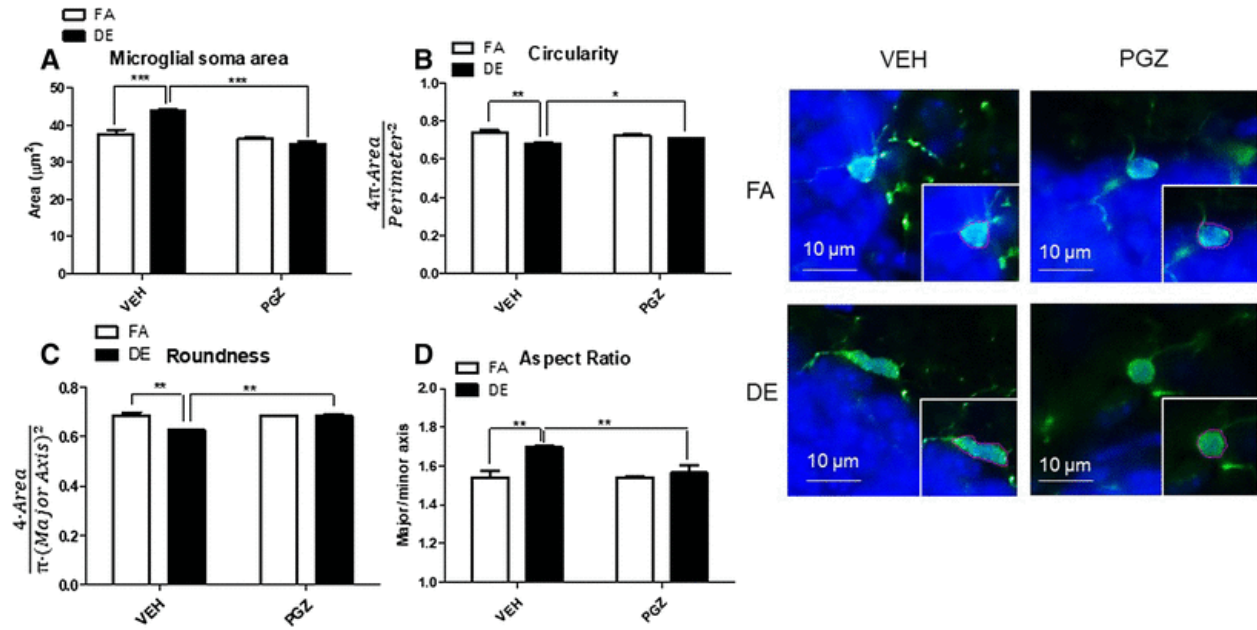 FA
DE
A
Microglial soma area
***
***
Area (µm²)
50
40
30
20
10
0
VEH
PGZ
B
FA
DE
Circularity
**
*
4π·Area
Perimeter²
1.0
0.8
0.6
0.4
0.2
0.0
VEH
PGZ
C
FA
DE
Roundness
**
**
4·Area
π·(Major Axis)²
0.8
0.6
0.4
0.2
0.0
VEH
PGZ
D
Aspect Ratio
FA
DE
**
**
Major/minor axis
2.0
1.8
1.6
1.4
1.2
1.0
VEH
PGZ
VEH
PGZ
FA
10 µm
10 µm
DE
10 µm
10 µm